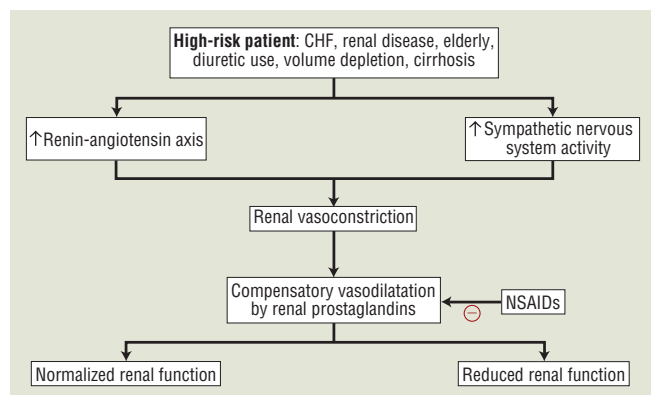 High-risk patient: CHF, renal disease, elderly,
diuretic use, volume depletion, cirrhosis
↑Renin-angiotensin axis
↑Sympathetic nervous
system activity
Renal vasoconstriction
Compensatory vasodilatation
by renal prostaglandins
NSAIDs
−
Normalized renal function
Reduced renal function